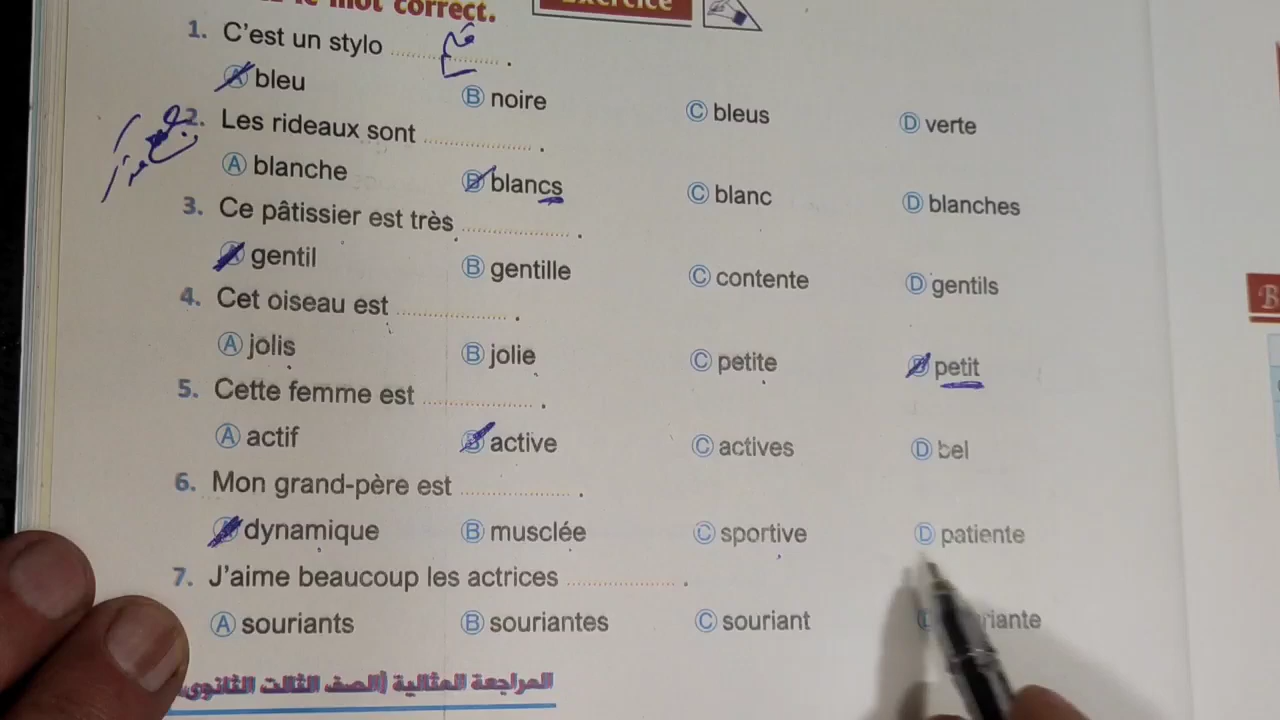 le mot correct.
Exercice
1. C'est un stylo .................... .
A bleu B noire C bleus D verte
2. Les rideaux sont .................... .
A blanche B blancs C blanc D blanches
3. Ce pâtissier est très .................... .
A gentil B gentille C contente D gentils
4. Cet oiseau est .................... .
A jolis B jolie C petite D petit
5. Cette femme est .................... .
A actif B active C actives D bel
6. Mon grand-père est .................... .
A dynamique B musclée C sportive D patiente
7. J'aime beaucoup les actrices .................... .
A souriants B souriantes C souriant D
المراجعة المثالية (الصف الثالث الثانوى